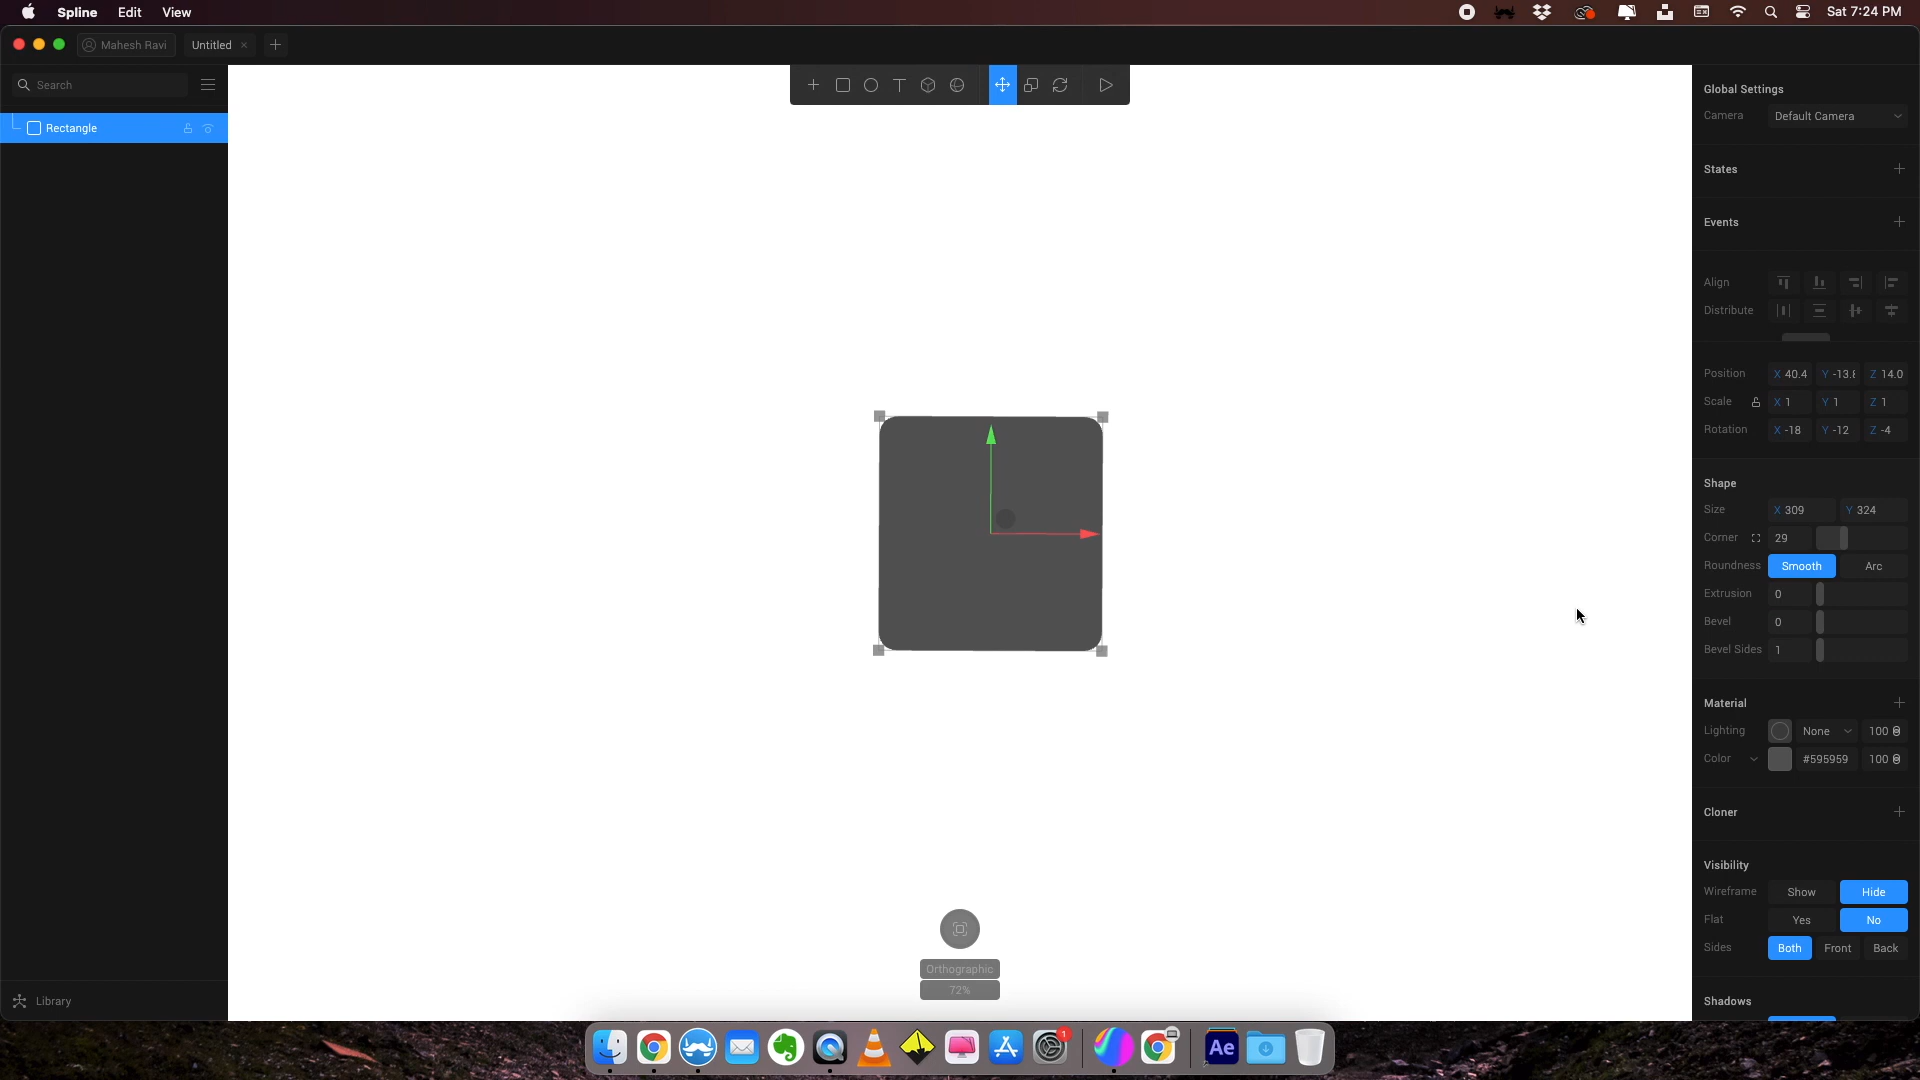 Spline Edit View Sat 7:24 PM
Mahesh Ravi Untitled
Search
Rectangle
Library
Orthographic
72%
Global Settings
Camera Default Camera
States
Events
Align
Distribute
Position X 40.4 Y -13.8 Z 14.0
Scale X 1 Y 1 Z 1
Rotation X -18 Y -12 Z -4
Shape
Size X 309 Y 324
Corner 29
Roundness Smooth Arc
Extrusion 0
Bevel 0
Bevel Sides 1
Material
Lighting None 100
Color #595959 100
Cloner
Visibility
Wireframe Show Hide
Flat Yes No
Sides Both Front Back
Shadows
1
Ae